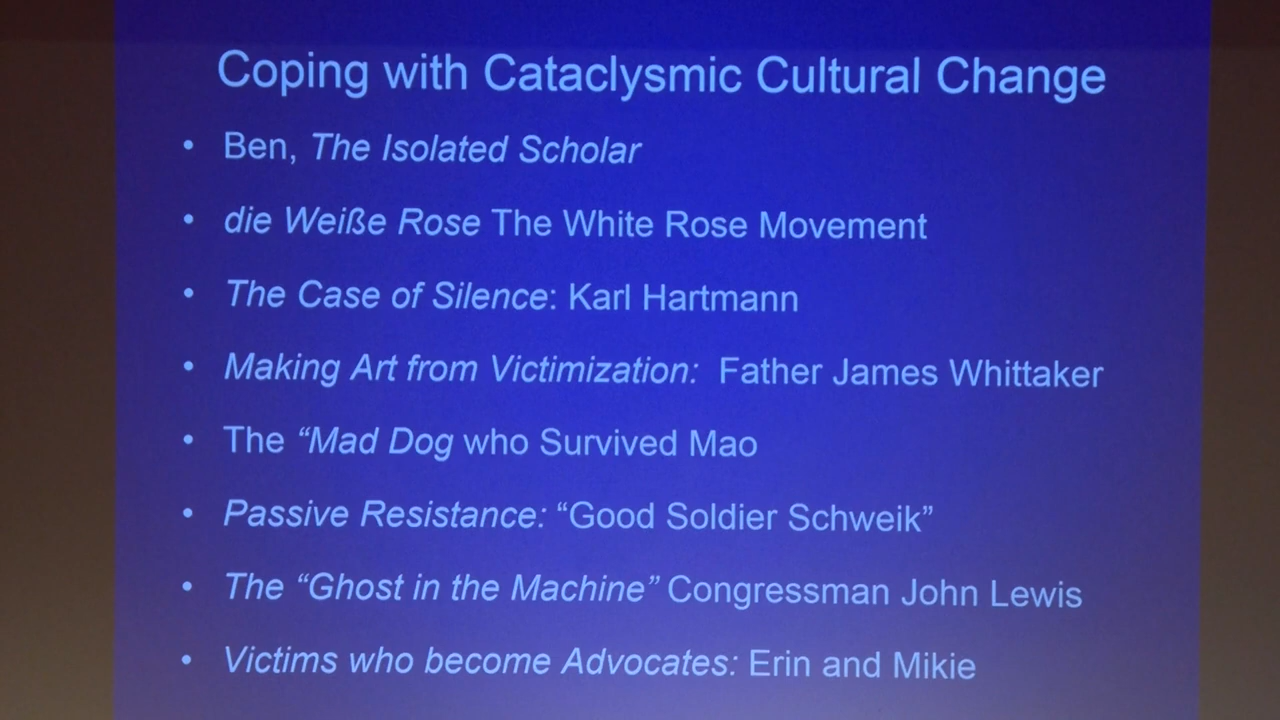 Coping with Cataclysmic Cultural Change
• Ben, The Isolated Scholar
• die Weiße Rose The White Rose Movement
• The Case of Silence: Karl Hartmann
• Making Art from Victimization: Father James Whittaker
• The “Mad Dog who Survived Mao
• Passive Resistance: “Good Soldier Schweik”
• The “Ghost in the Machine” Congressman John Lewis
• Victims who become Advocates: Erin and Mikie